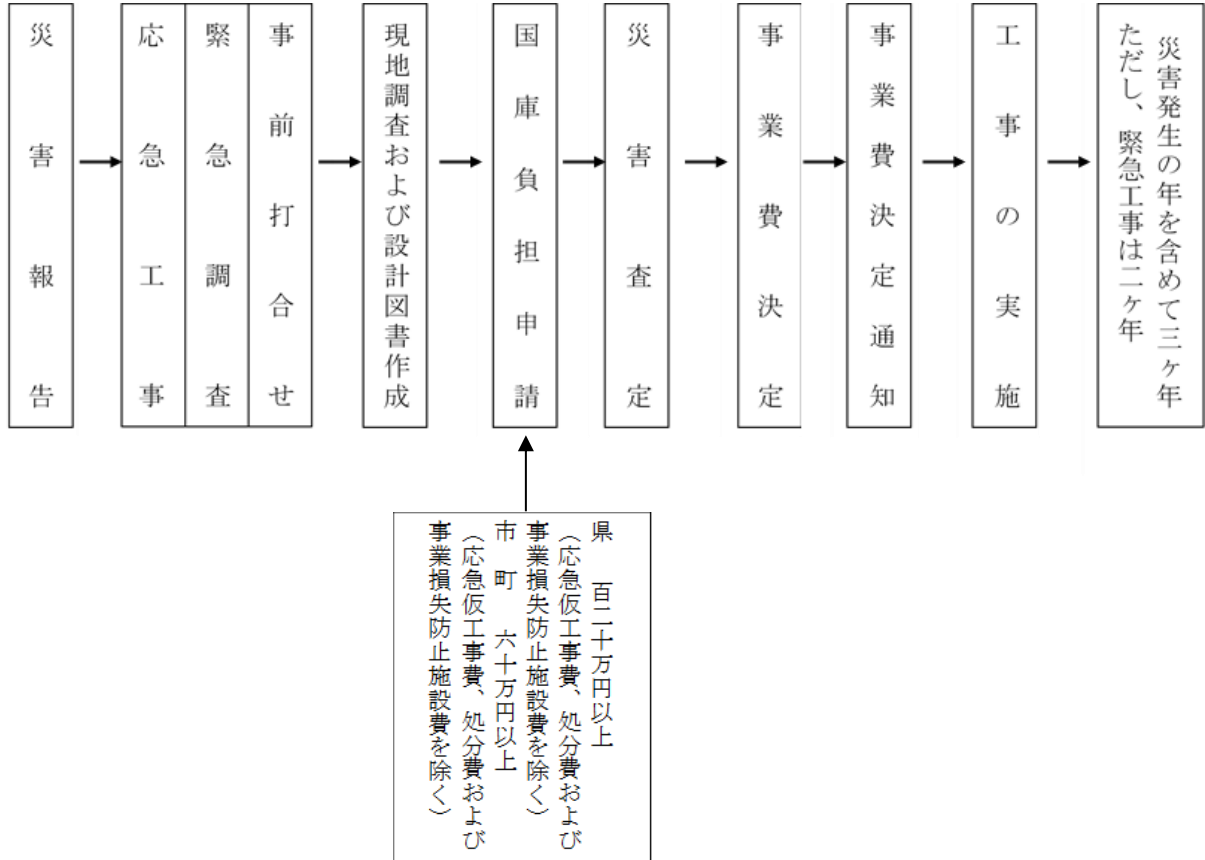 災害報告
応急工事
緊急調査
事前打合せ
現地調査および設計図書作成
国庫負担申請
災害査定
事業費決定
事業費決定通知
工事の実施
災害発生の年を含めて三ヶ年
ただし、緊急工事は二ヶ年
県　百二十万円以上
（応急仮工事費、処分費および
事業損失防止施設費を除く）
市　町　六十万円以上
（応急仮工事費、処分費および
事業損失防止施設費を除く）